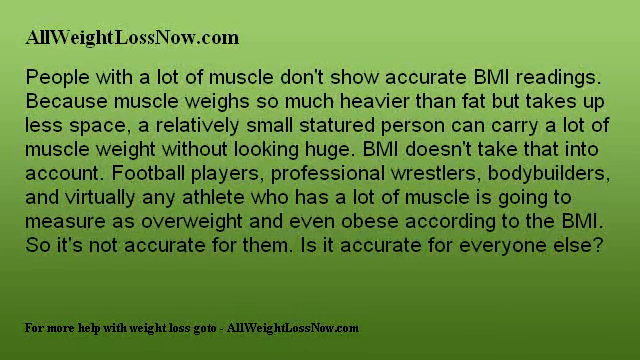 AllWeightLossNow.com
People with a lot of muscle don't show accurate BMI readings.
Because muscle weighs so much heavier than fat but takes up
less space, a relatively small statured person can carry a lot of
muscle weight without looking huge. BMI doesn't take that into
account. Football players, professional wrestlers, bodybuilders,
and virtually any athlete who has a lot of muscle is going to
measure as overweight and even obese according to the BMI.
So it's not accurate for them. Is it accurate for everyone else?
For more help with weight loss goto - AllWeightLossNow.com